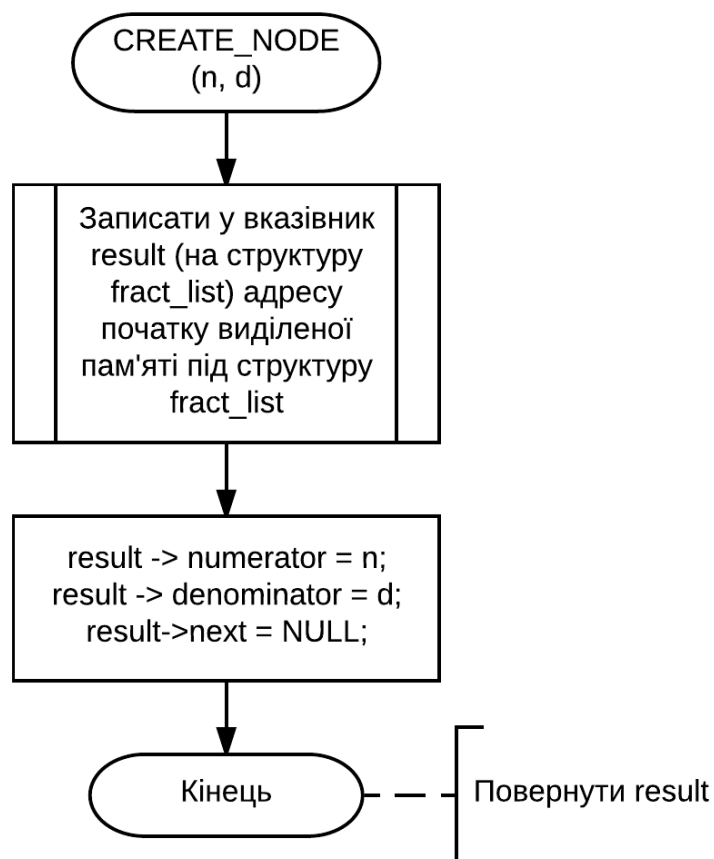 CREATE_NODE
(n, d)
Записати у вказівник
result (на структуру
fract_list) адресу
початку виділеної
пам'яті під структуру
fract_list
result -> numerator = n;
result -> denominator = d;
result->next = NULL;
Кінець
Повернути result